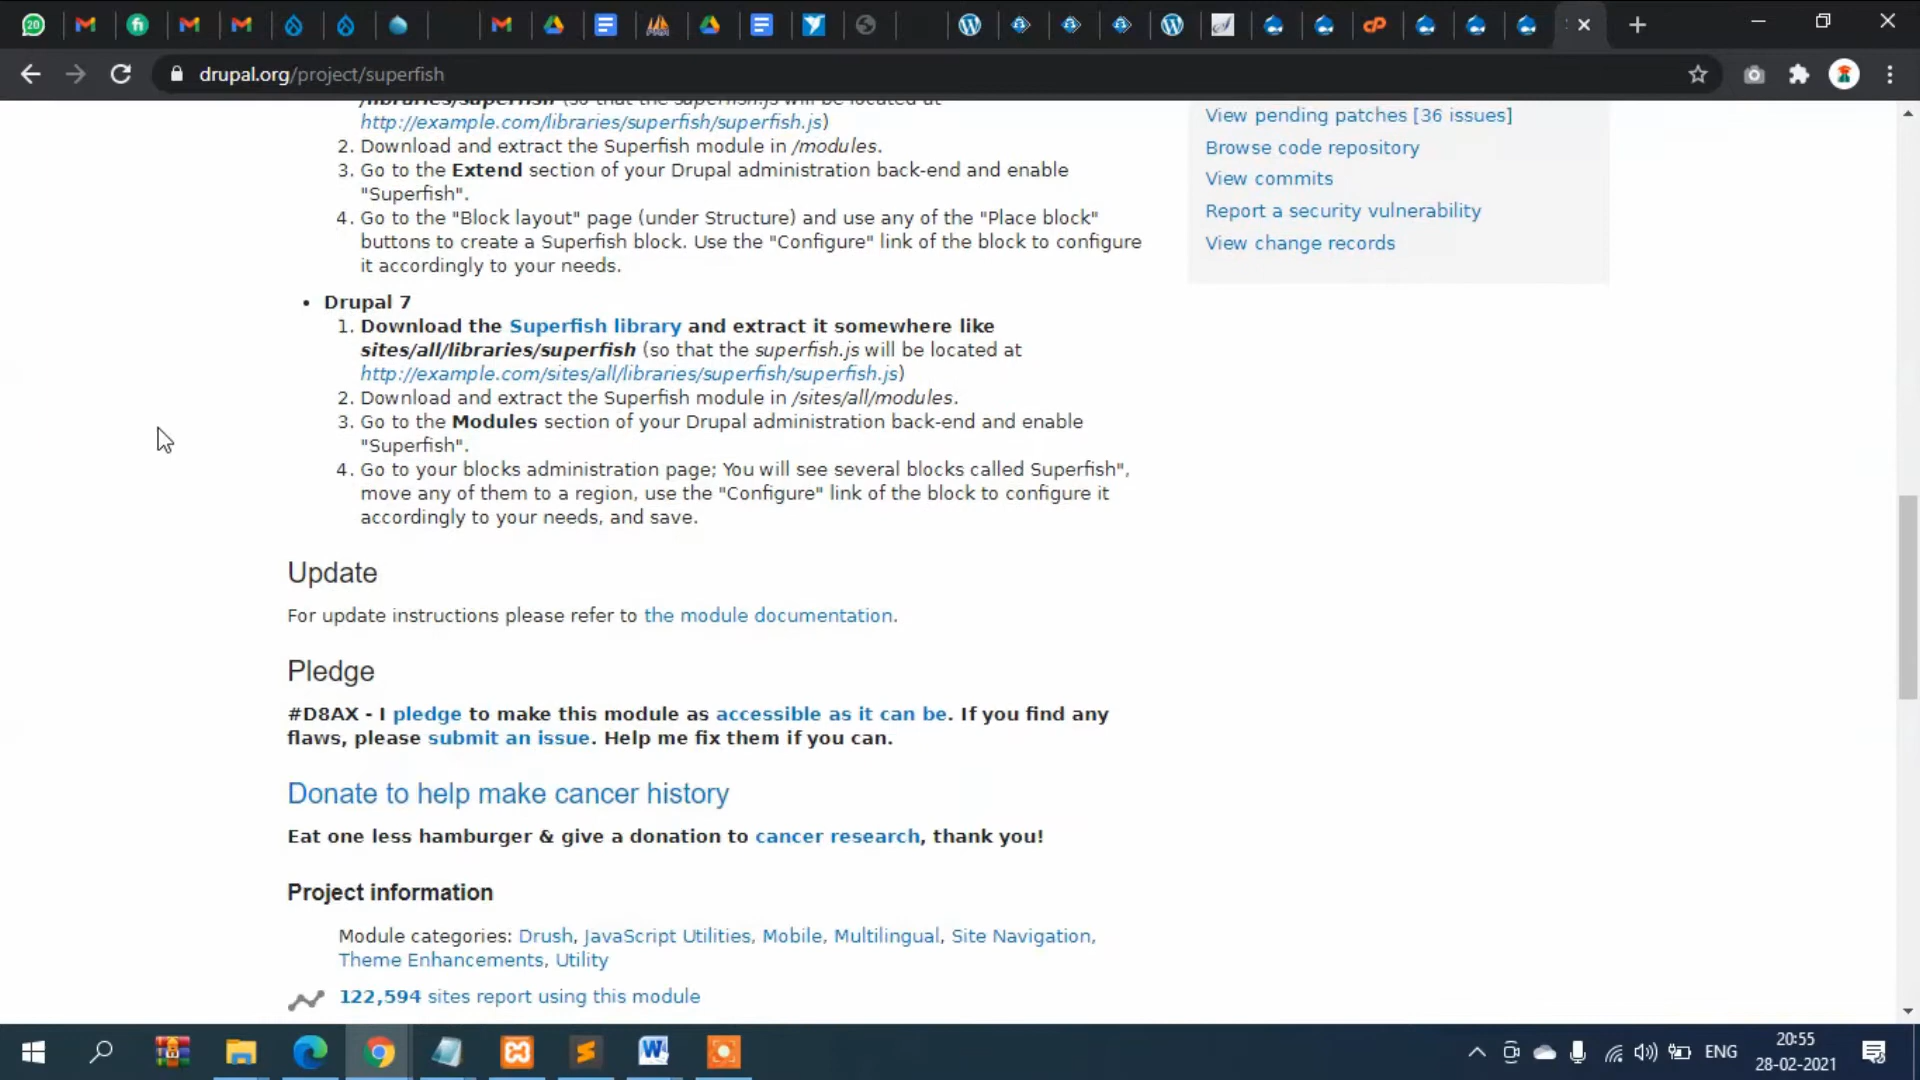 20
drupal.org/project/superfish
/libraries/superfish (so that the superfish.js will be located at
http://example.com/libraries/superfish/superfish.js)
2. Download and extract the Superfish module in /modules.
3. Go to the Extend section of your Drupal administration back-end and enable
"Superfish".
4. Go to the "Block layout" page (under Structure) and use any of the "Place block"
buttons to create a Superfish block. Use the "Configure" link of the block to configure
it accordingly to your needs.
• Drupal 7
1. Download the Superfish library and extract it somewhere like
sites/all/libraries/superfish (so that the superfish.js will be located at
http://example.com/sites/all/libraries/superfish/superfish.js)
2. Download and extract the Superfish module in /sites/all/modules.
3. Go to the Modules section of your Drupal administration back-end and enable
"Superfish".
4. Go to your blocks administration page; You will see several blocks called Superfish",
move any of them to a region, use the "Configure" link of the block to configure it
accordingly to your needs, and save.
Update
For update instructions please refer to the module documentation.
Pledge
#D8AX - I pledge to make this module as accessible as it can be. If you find any
flaws, please submit an issue. Help me fix them if you can.
Donate to help make cancer history
Eat one less hamburger & give a donation to cancer research, thank you!
Project information
Module categories: Drush, JavaScript Utilities, Mobile, Multilingual, Site Navigation,
Theme Enhancements, Utility
122,594 sites report using this module
View pending patches [36 issues]
Browse code repository
View commits
Report a security vulnerability
View change records
ENG
20:55
28-02-2021